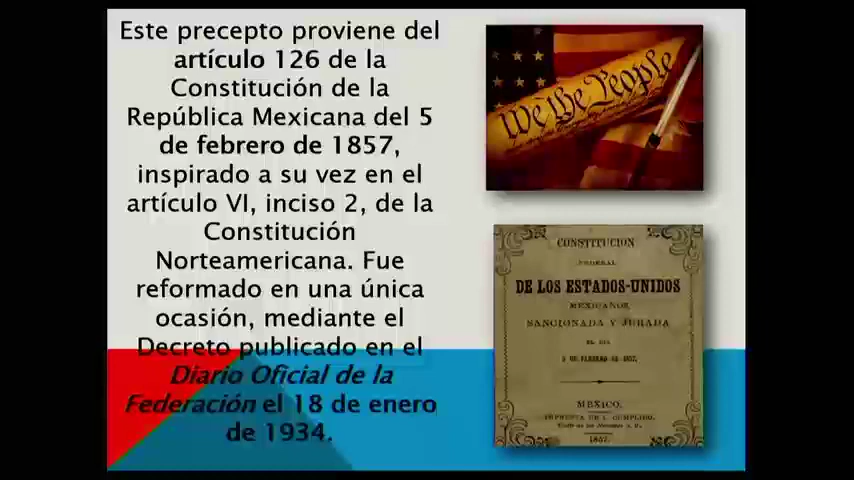 Este precepto proviene del
artículo 126 de la
Constitución de la
República Mexicana del 5
de febrero de 1857,
inspirado a su vez en el
artículo VI, inciso 2, de la
Constitución
Norteamericana. Fue
reformado en una única
ocasión, mediante el
Decreto publicado en el
Diario Oficial de la
Federación el 18 de enero
de 1934.
We the People
CONSTITUCION
FEDERAL
DE LOS ESTADOS-UNIDOS
MEXICANOS,
SANCIONADA Y JURADA
EL DIA
5 DE FEBRERO DE 1857.
MEXICO.
IMPRENTA DE I. CUMPLIDO,
1857.